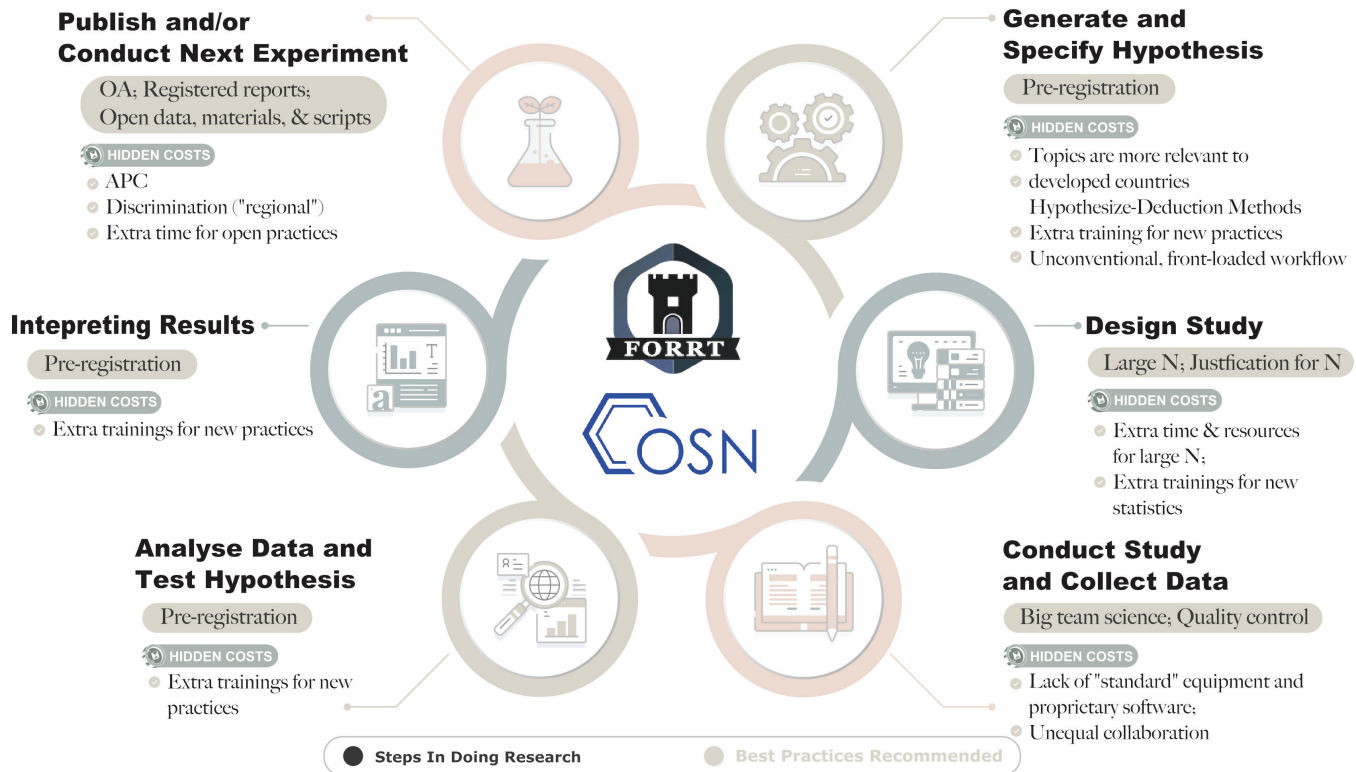 Publish and/or
Conduct Next Experiment
OA; Registered reports;
Open data, materials, & scripts
HIDDEN COSTS
APC
Discrimination ("regional")
Extra time for open practices
Generate and
Specify Hypothesis
Pre-registration
HIDDEN COSTS
Topics are more relevant to
developed countries
Hypothesize-Deduction Methods
Extra training for new practices
Unconventional, front-loaded workflow
Intepreting Results
Pre-registration
HIDDEN COSTS
Extra trainings for new practices
FORRT
COSN
T
a
Design Study
Large N; Justfication for N
HIDDEN COSTS
Extra time & resources
for large N;
Extra trainings for new
statistics
Analyse Data and
Test Hypothesis
Pre-registration
HIDDEN COSTS
Extra trainings for new
practices
Conduct Study
and Collect Data
Big team science; Quality control
HIDDEN COSTS
Lack of "standard" equipment and
proprietary software;
Unequal collaboration
Steps In Doing Research
Best Practices Recommended